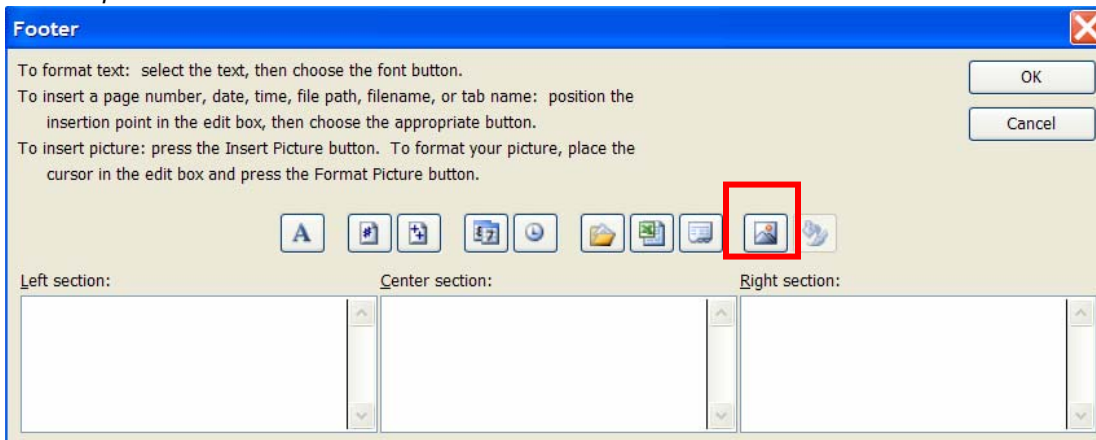 Footer
To format text: select the text, then choose the font button.
To insert a page number, date, time, file path, filename, or tab name: position the
insertion point in the edit box, then choose the appropriate button.
To insert picture: press the Insert Picture button. To format your picture, place the
cursor in the edit box and press the Format Picture button.
OK
Cancel
A
Left section:
Center section:
Right section: